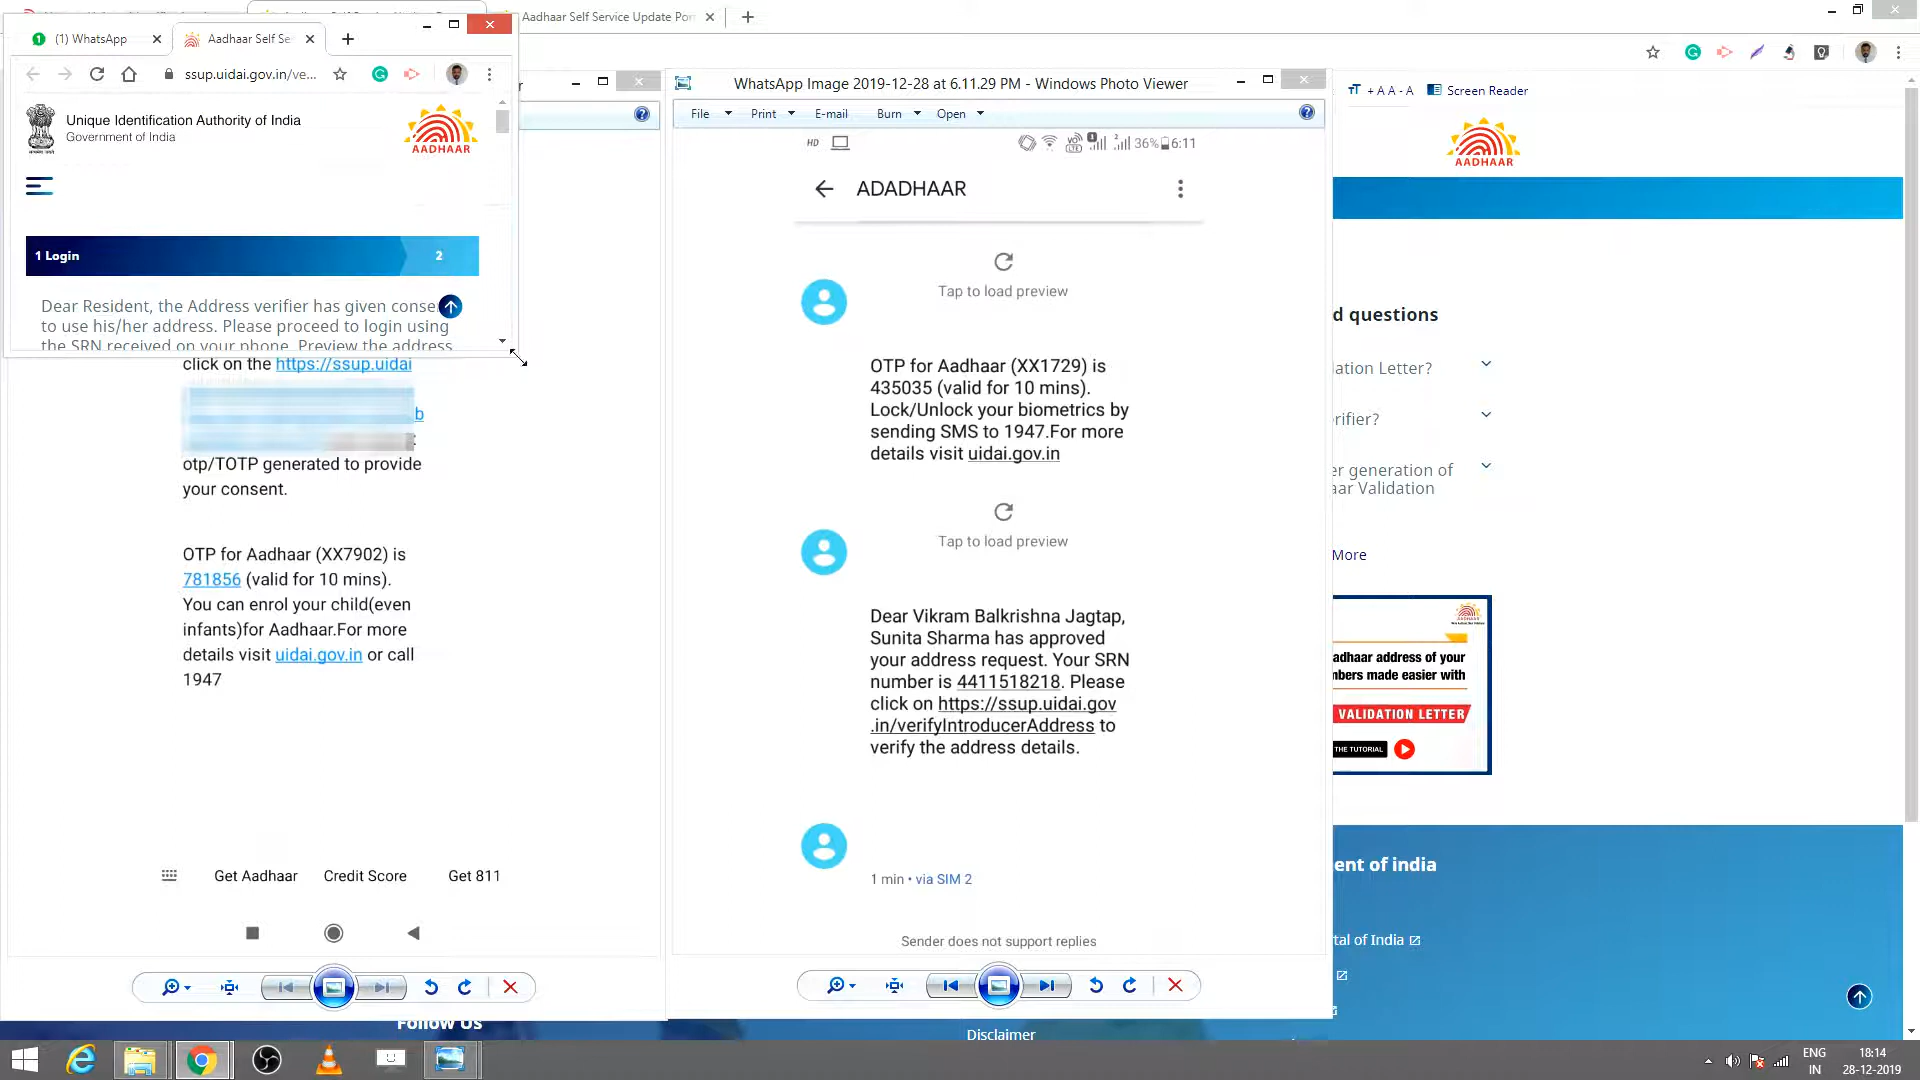 Aadhaar Self Service Update Por
(1) WhatsApp
Aadhaar Self Se
ssup.uidai.gov.in/ve...
Unique Identification Authority of India
Government of India
AADHAAR
1 Login
2
Dear Resident, the Address verifier has given conse
to use his/her address. Please proceed to login using
the SRN received on your phone. Preview the address
click on the https://ssup.uidai
b
otp/TOTP generated to provide
your consent.
OTP for Aadhaar (XX7902) is
781856 (valid for 10 mins).
You can enrol your child(even
infants)for Aadhaar.For more
details visit uidai.gov.in or call
1947
Get Aadhaar Credit Score Get 811
Follow Us
WhatsApp Image 2019-12-28 at 6.11.29 PM - Windows Photo Viewer
File Print E-mail Burn Open
HD
36% 6:11
ADADHAAR
Tap to load preview
OTP for Aadhaar (XX1729) is
435035 (valid for 10 mins).
Lock/Unlock your biometrics by
sending SMS to 1947.For more
details visit uidai.gov.in
Tap to load preview
Dear Vikram Balkrishna Jagtap,
Sunita Sharma has approved
your address request. Your SRN
number is 4411518218. Please
click on https://ssup.uidai.gov
.in/verifyIntroducerAddress to
verify the address details.
1 min • via SIM 2
Sender does not support replies
Disclaimer
+ A A - A Screen Reader
AADHAAR
d questions
lation Letter?
rifier?
er generation of
aar Validation
More
adhaar address of your
nbers made easier with
VALIDATION LETTER
THE TUTORIAL
ent of india
tal of India
ENG
IN
18:14
28-12-2019